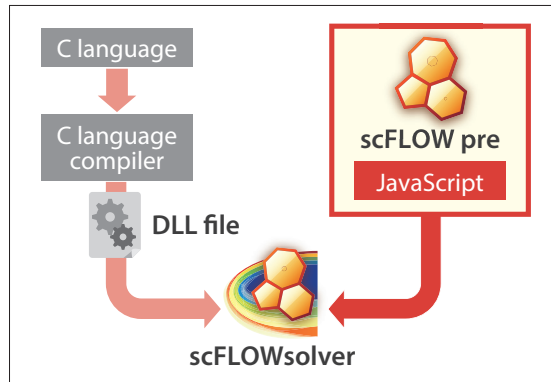 C language
C language
compiler
DLL file
scFLOW pre
JavaScript
scFLOWsolver